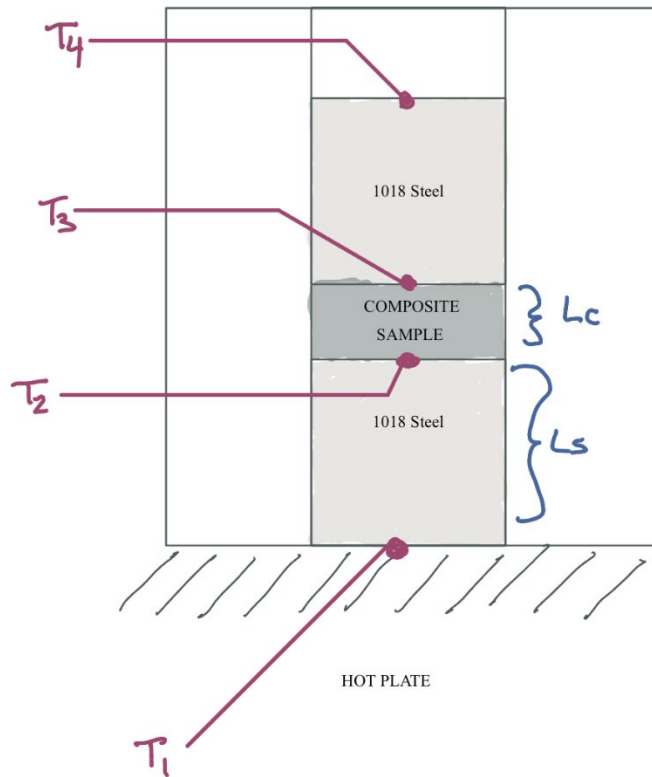 T4
1018 Steel
T3
COMPOSITE
SAMPLE
Lc
T2
1018 Steel
Ls
HOT PLATE
T1